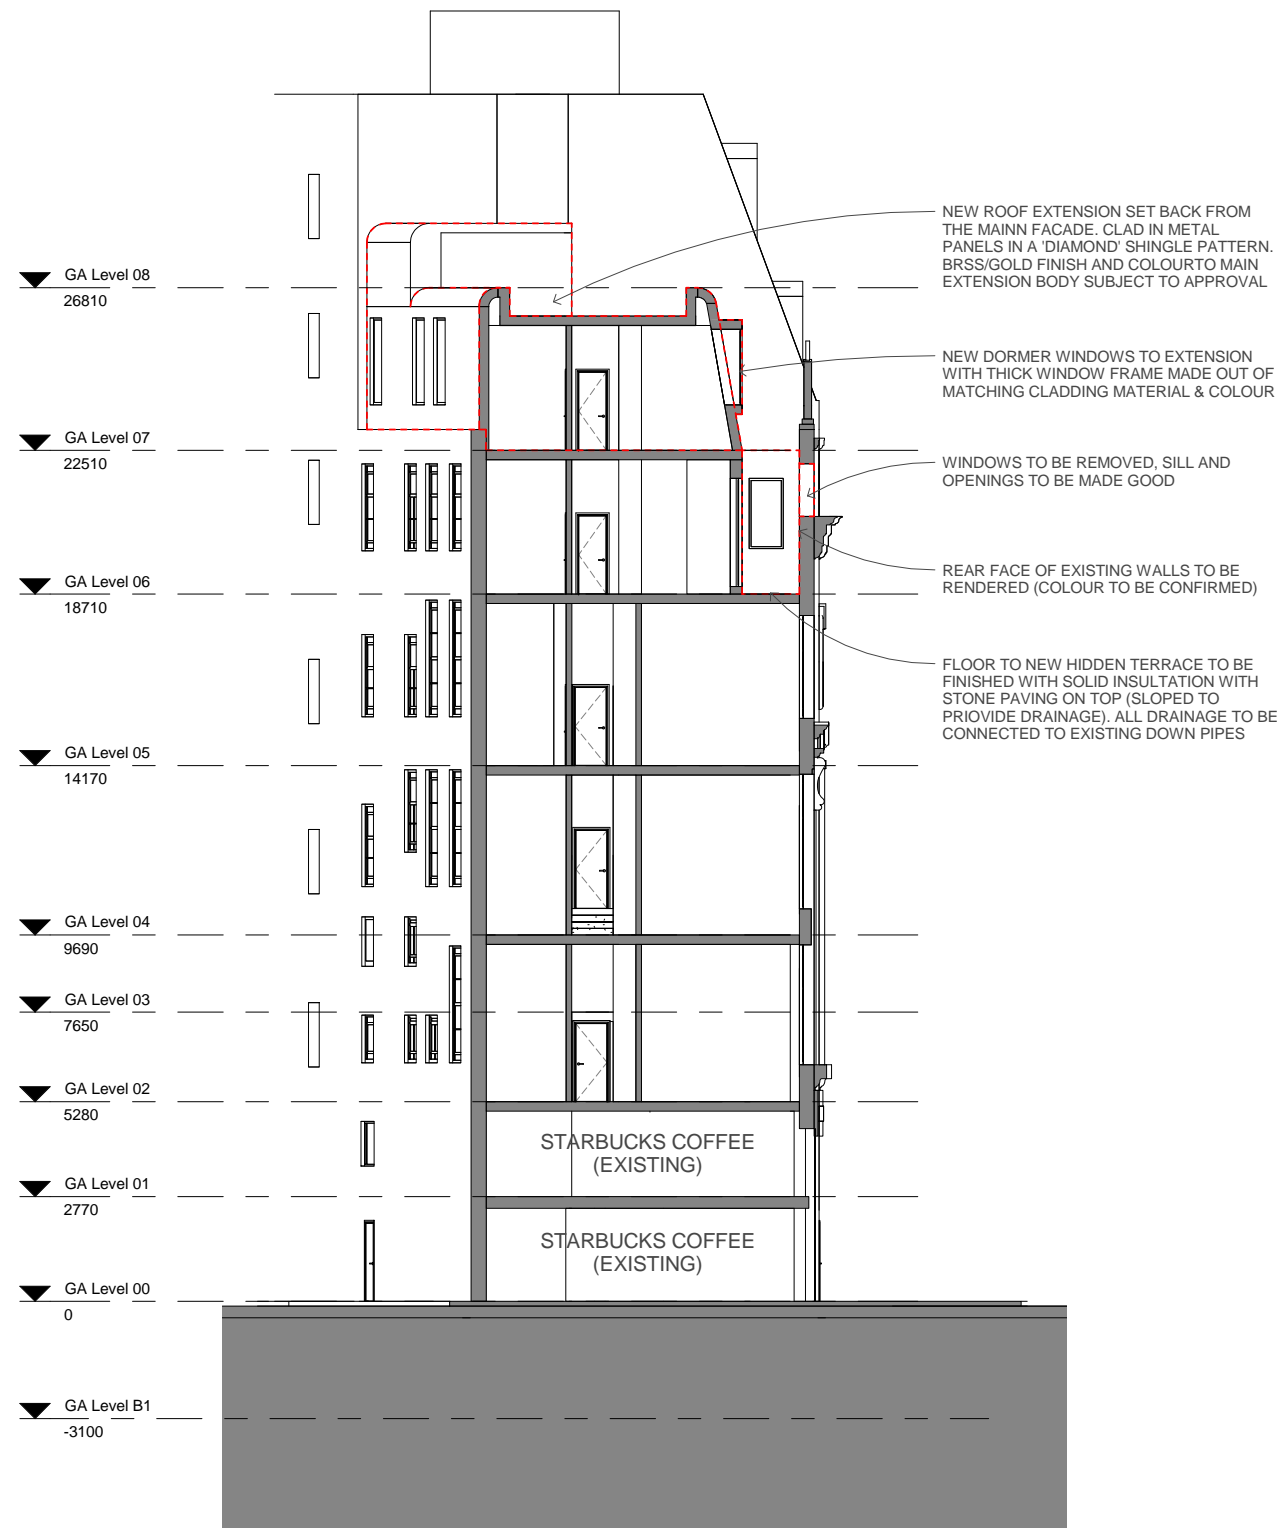 NEW ROOF EXTENSION SET BACK FROM
THE MAINN FACADE. CLAD IN METAL
PANELS IN A 'DIAMOND' SHINGLE PATTERN.
BRSS/GOLD FINISH AND COLOURTO MAIN
EXTENSION BODY SUBJECT TO APPROVAL
GA Level 08
26810
NEW DORMER WINDOWS TO EXTENSION
WITH THICK WINDOW FRAME MADE OUT OF
MATCHING CLADDING MATERIAL & COLOUR
GA Level 07
22510
WINDOWS TO BE REMOVED, SILL AND
OPENINGS TO BE MADE GOOD
GA Level 06
18710
REAR FACE OF EXISTING WALLS TO BE
RENDERED (COLOUR TO BE CONFIRMED)
FLOOR TO NEW HIDDEN TERRACE TO BE
FINISHED WITH SOLID INSULTATION WITH
STONE PAVING ON TOP (SLOPED TO
PRIOVIDE DRAINAGE). ALL DRAINAGE TO BE
CONNECTED TO EXISTING DOWN PIPES
GA Level 05
14170
GA Level 04
9690
GA Level 03
7650
GA Level 02
5280
STARBUCKS COFFEE
(EXISTING)
GA Level 01
2770
STARBUCKS COFFEE
(EXISTING)
GA Level 00
0
GA Level B1
-3100